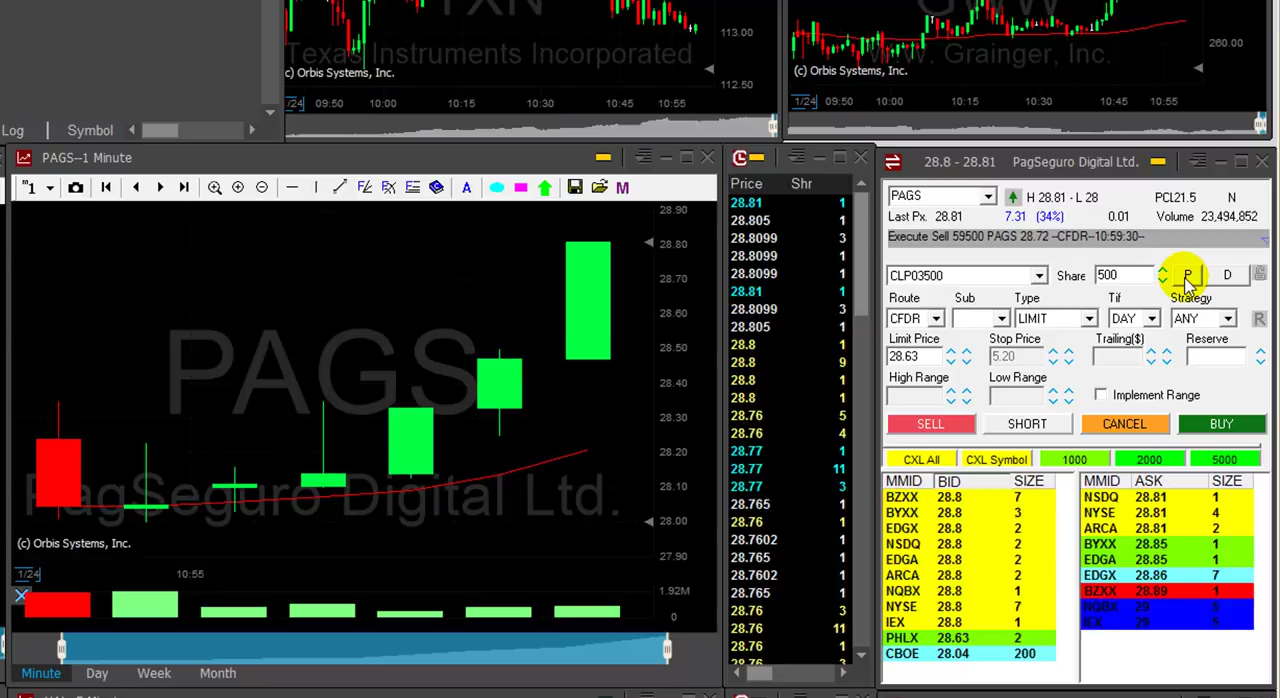 TXN
Texas Instruments Incorporated
(c) Orbis Systems, Inc.
113.00
112.50
1/24 09:50 10:00 10:15 10:30 10:45 10:55
GWW
W.W. Grainger, Inc.
(c) Orbis Systems, Inc.
260.00
1/24 09:50 10:00 10:15 10:30 10:45 10:55
Log | Symbol
PAGS--1 Minute
1
A
M
PAGS
PagSeguro Digital Ltd.
28.90
28.80
28.70
28.60
28.50
28.40
28.30
28.20
28.10
28.00
27.90
(c) Orbis Systems, Inc.
1/24 10:55
1.92M
0
Minute Day Week Month
Price Shr
28.81 1
28.805 1
28.8099 3
28.8099 1
28.8099 1
28.81 1
28.8099 3
28.805 1
28.8 1
28.8 9
28.8 1
28.8 1
28.76 5
28.76 4
28.77 1
28.77 11
28.77 3
28.765 1
28.76 1
28.7602 1
28.765 1
28.7602 1
28.765 1
28.76 3
28.76 11
28.76 1
28.76 1
28.8 - 28.81 PagSeguro Digital Ltd.
PAGS H 28.81 - L 28 PCL21.5 N
Last Px. 28.81 7.31 (34%) 0.01 Volume 23,494,852
Execute Sell 59500 PAGS 28.72 --CFDR--10:59:30--
CLP03500 Share 500 P D
Route Sub Type Tif Strategy
CFDR LIMIT DAY ANY R
Limit Price Stop Price Trailing($) Reserve
28.63 5.20
High Range Low Range
Implement Range
SELL SHORT CANCEL BUY
CXL All CXL Symbol 1000 2000 5000
MMID BID SIZE
BZXX 28.8 7
BYXX 28.8 3
EDGX 28.8 1
NSDQ 28.8 2
EDGA 28.8 2
ARCA 28.8 2
NQBX 28.8 1
NYSE 28.8 7
IEX 28.8 1
PHLX 28.63 2
CBOE 28.04 200
MMID ASK SIZE
NSDQ 28.81 1
NYSE 28.81 4
ARCA 28.81 2
BYXX 28.85 1
EDGA 28.85 1
EDGX 28.86 7
BZXX 28.89 1
NQBX 29
IEX 29